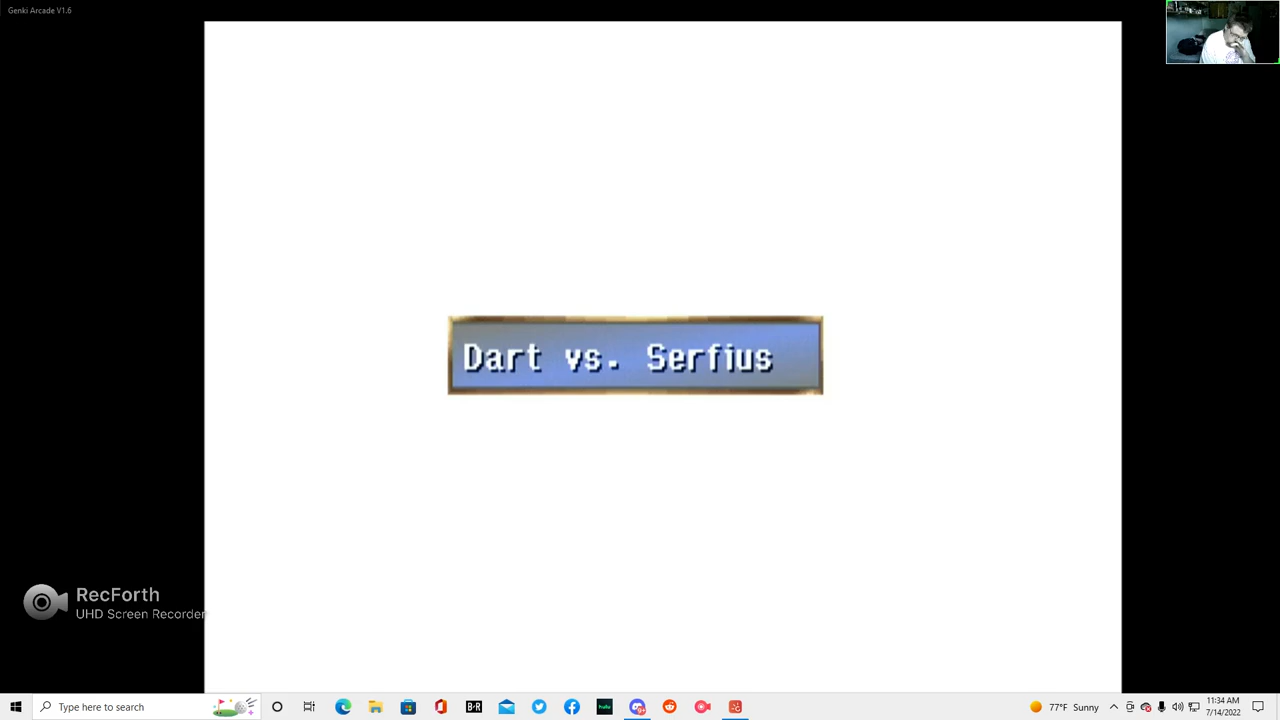 Genki Arcade V1.6
Dart vs. Serfius
RecForth
UHD Screen Recorder
Type here to search
B·R
hulu
77°F Sunny
11:34 AM
7/14/2022